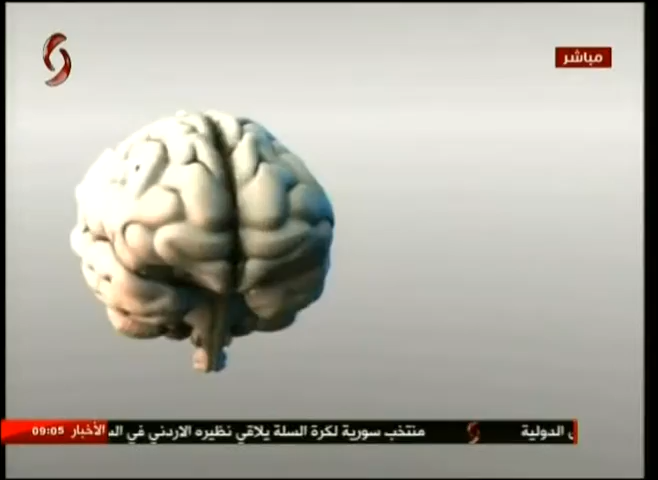 مباشر
الدولية
منتخب سورية لكرة السلة يلاقي نظيره الاردني في
الأخبار 09:05